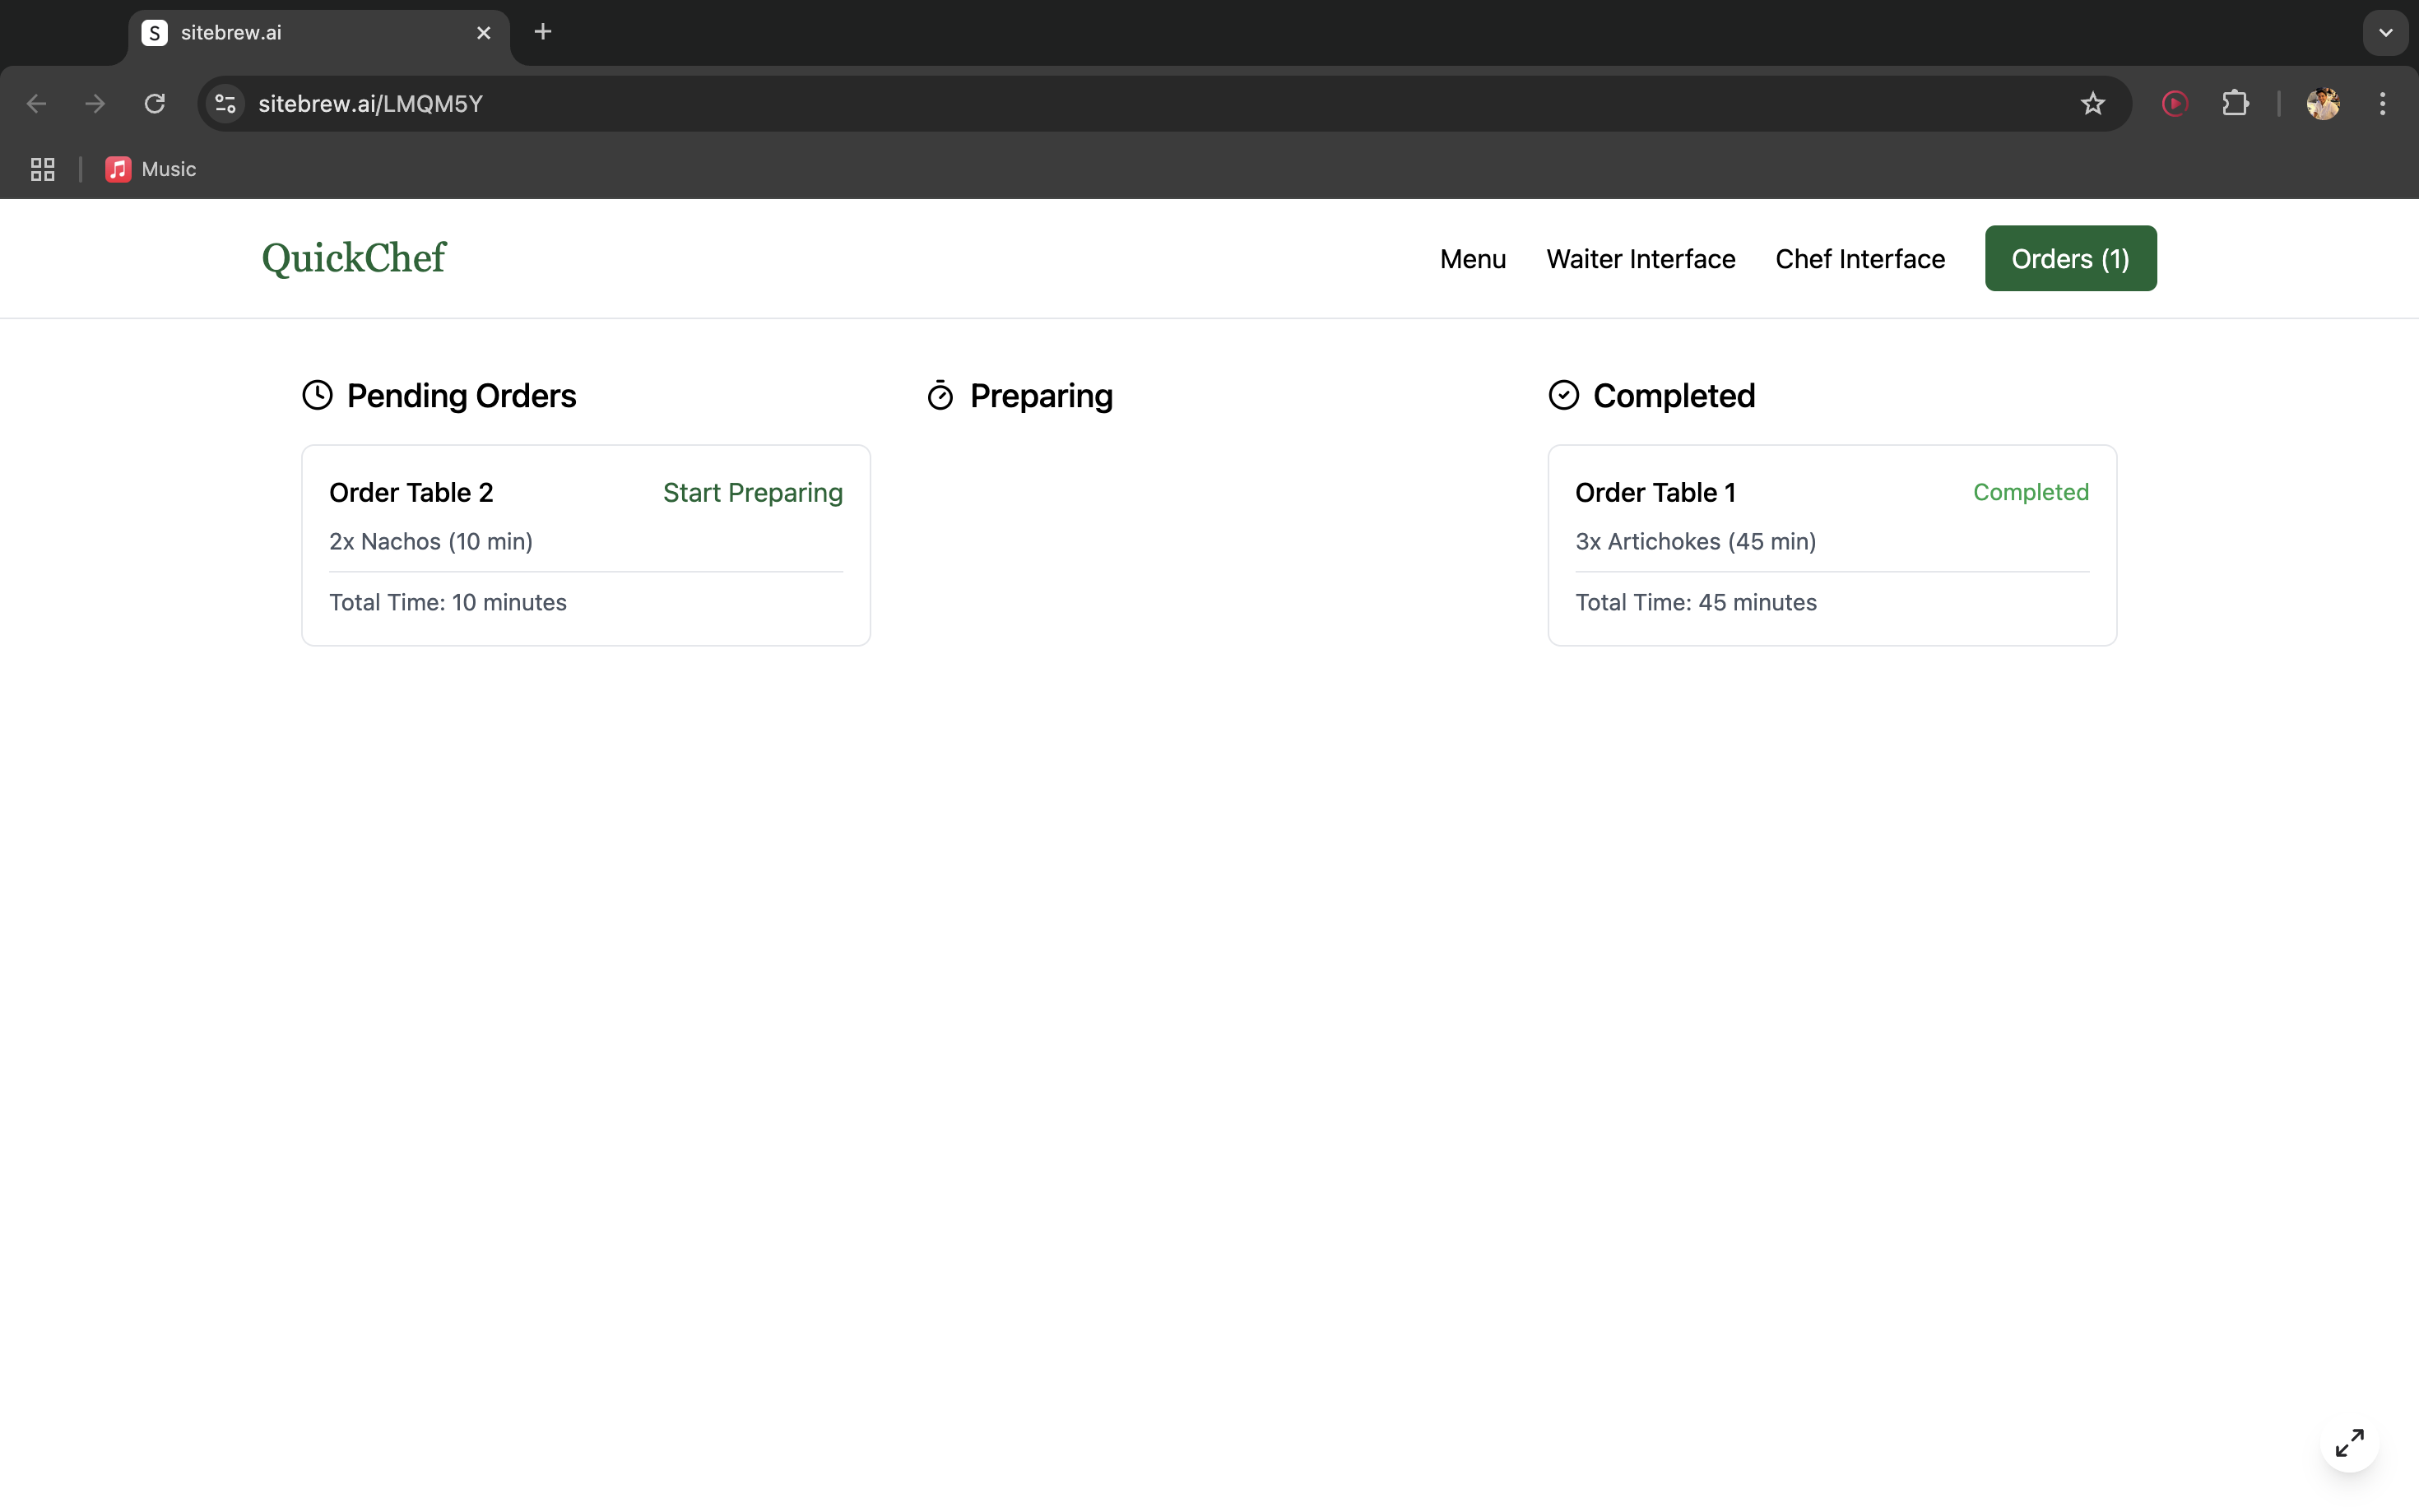 S sitebrew.ai
sitebrew.ai/LMQM5Y
Music
QuickChef
Menu Waiter Interface Chef Interface Orders (1)
Pending Orders
Order Table 2 Start Preparing
2x Nachos (10 min)
Total Time: 10 minutes
Preparing
Completed
Order Table 1 Completed
3x Artichokes (45 min)
Total Time: 45 minutes